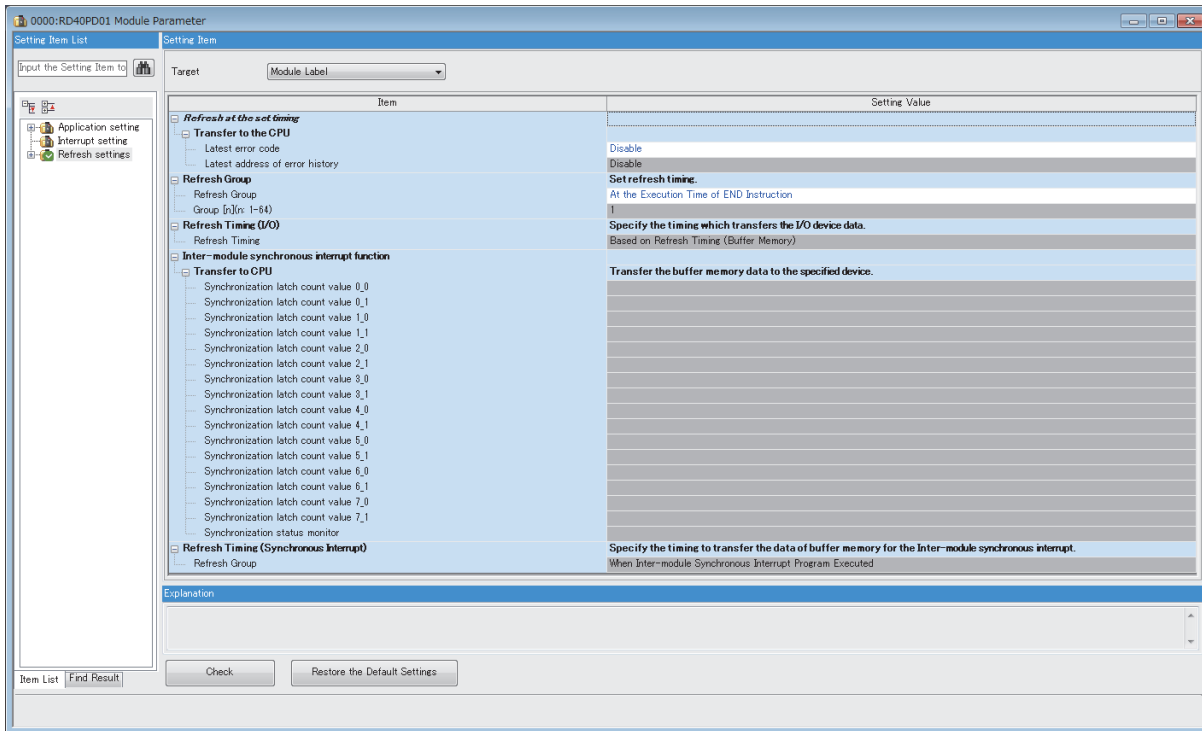 0000:RD40PD01 Module Parameter
Setting Item List
Setting Item
Input the Setting Item to
Target Module Label
Application setting
Interrupt setting
Refresh settings
Item Setting Value
Refresh at the set timing
Transfer to the CPU
Latest error code Disable
Latest address of error history Disable
Refresh Group Set refresh timing.
Refresh Group At the Execution Time of END Instruction
Group [n](n: 1-64) 1
Refresh Timing (I/O) Specify the timing which transfers the I/O device data.
Refresh Timing Based on Refresh Timing (Buffer Memory)
Inter-module synchronous interrupt function
Transfer to CPU Transfer the buffer memory data to the specified device.
Synchronization latch count value 0_0
Synchronization latch count value 0_1
Synchronization latch count value 1_0
Synchronization latch count value 1_1
Synchronization latch count value 2_0
Synchronization latch count value 2_1
Synchronization latch count value 3_0
Synchronization latch count value 3_1
Synchronization latch count value 4_0
Synchronization latch count value 4_1
Synchronization latch count value 5_0
Synchronization latch count value 5_1
Synchronization latch count value 6_0
Synchronization latch count value 6_1
Synchronization latch count value 7_0
Synchronization latch count value 7_1
Synchronization status monitor
Refresh Timing (Synchronous Interrupt) Specify the timing to transfer the data of buffer memory for the Inter-module synchronous interrupt.
Refresh Group When Inter-module Synchronous Interrupt Program Executed
Explanation
Check Restore the Default Settings
Item List Find Result